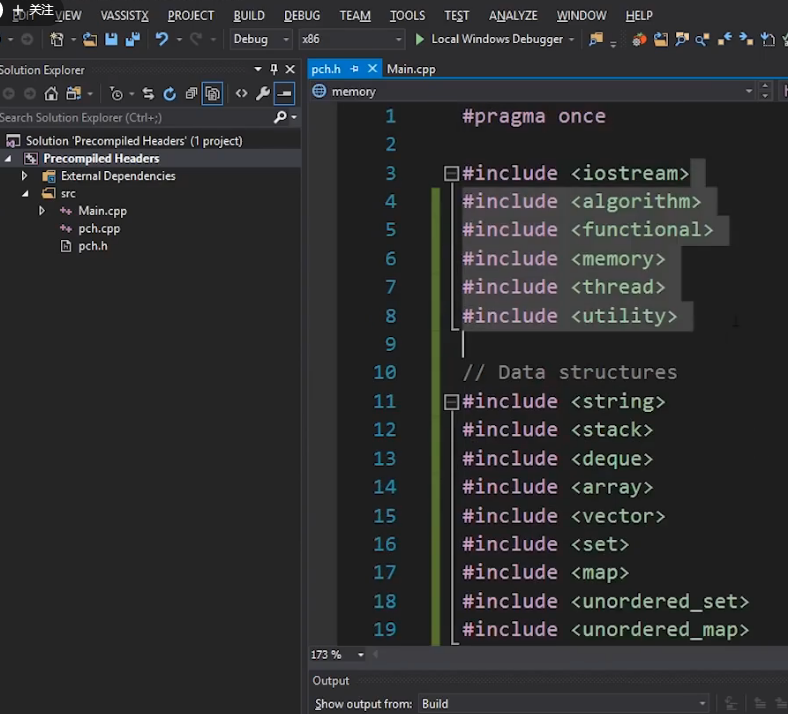 + 关注
EDIT VIEW VASSISTX PROJECT BUILD DEBUG TEAM TOOLS TEST ANALYZE WINDOW HELP
Debug x86 Local Windows Debugger
Solution Explorer
Search Solution Explorer (Ctrl+;)
Solution 'Precompiled Headers' (1 project)
Precompiled Headers
External Dependencies
src
Main.cpp
pch.cpp
pch.h
pch.h Main.cpp
memory
1 #pragma once
2
3 #include <iostream>
4 #include <algorithm>
5 #include <functional>
6 #include <memory>
7 #include <thread>
8 #include <utility>
9
10 // Data structures
11 #include <string>
12 #include <stack>
13 #include <deque>
14 #include <array>
15 #include <vector>
16 #include <set>
17 #include <map>
18 #include <unordered_set>
19 #include <unordered_map>
173 %
Output
Show output from: Build